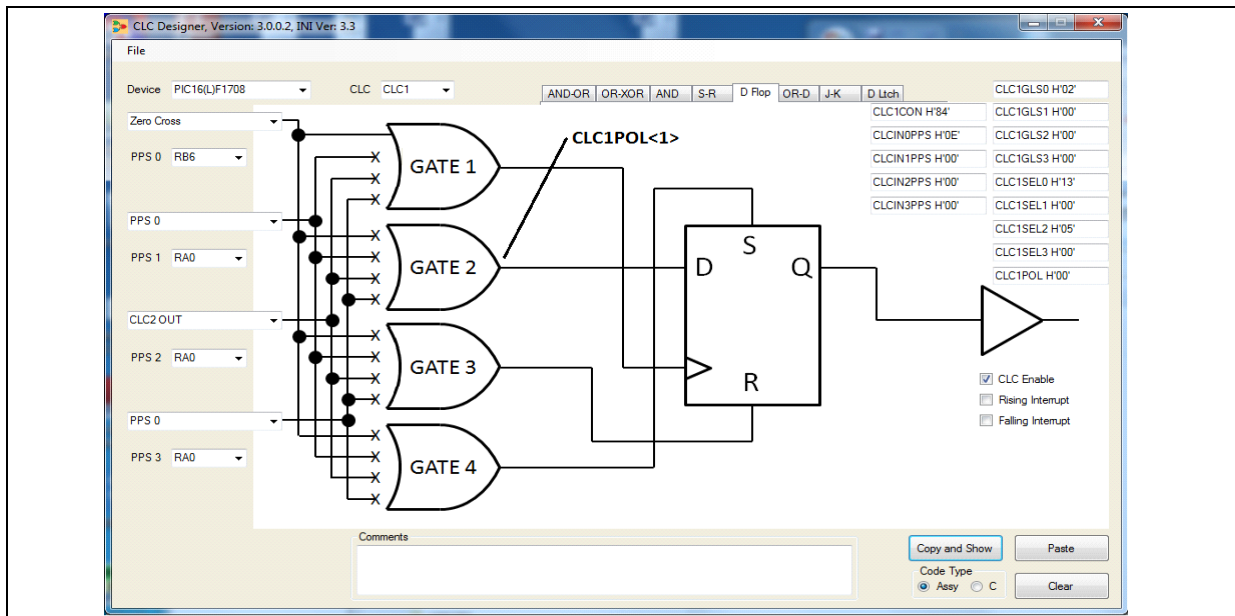 CLC Designer, Version: 3.0.0.2, INI Ver: 3.3
File
Device PIC16(L)F1708 CLC CLC1
AND-OR OR-XOR AND S-R D Flop OR-D J-K D Ltch
CLC1GLS0 H'02'
CLC1CON H'84' CLC1GLS1 H'00'
CLCIN0PPS H'0E' CLC1GLS2 H'00'
CLCIN1PPS H'00' CLC1GLS3 H'00'
CLCIN2PPS H'00' CLC1SEL0 H'13'
CLCIN3PPS H'00' CLC1SEL1 H'00'
CLC1SEL2 H'05'
CLC1SEL3 H'00'
CLC1POL H'00'
Zero Cross
PPS 0 RB6
PPS 0
PPS 1 RA0
CLC2 OUT
PPS 2 RA0
PPS 0
PPS 3 RA0
X
X
X
GATE 1
CLC1POL<1>
X
X
X
X
GATE 2
X
X
X
X
GATE 3
X
X
X
X
GATE 4
S
D Q
R
CLC Enable
Rising Interrupt
Falling Interrupt
Comments
Copy and Show Paste
Code Type
Assy C Clear